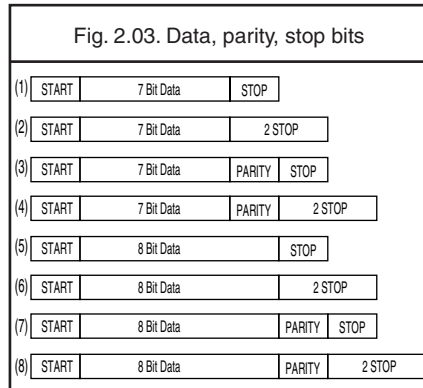 Fig. 2.03. Data, parity, stop bits
(1) START 7 Bit Data STOP
(2) START 7 Bit Data 2 STOP
(3) START 7 Bit Data PARITY STOP
(4) START 7 Bit Data PARITY 2 STOP
(5) START 8 Bit Data STOP
(6) START 8 Bit Data 2 STOP
(7) START 8 Bit Data PARITY STOP
(8) START 8 Bit Data PARITY 2 STOP